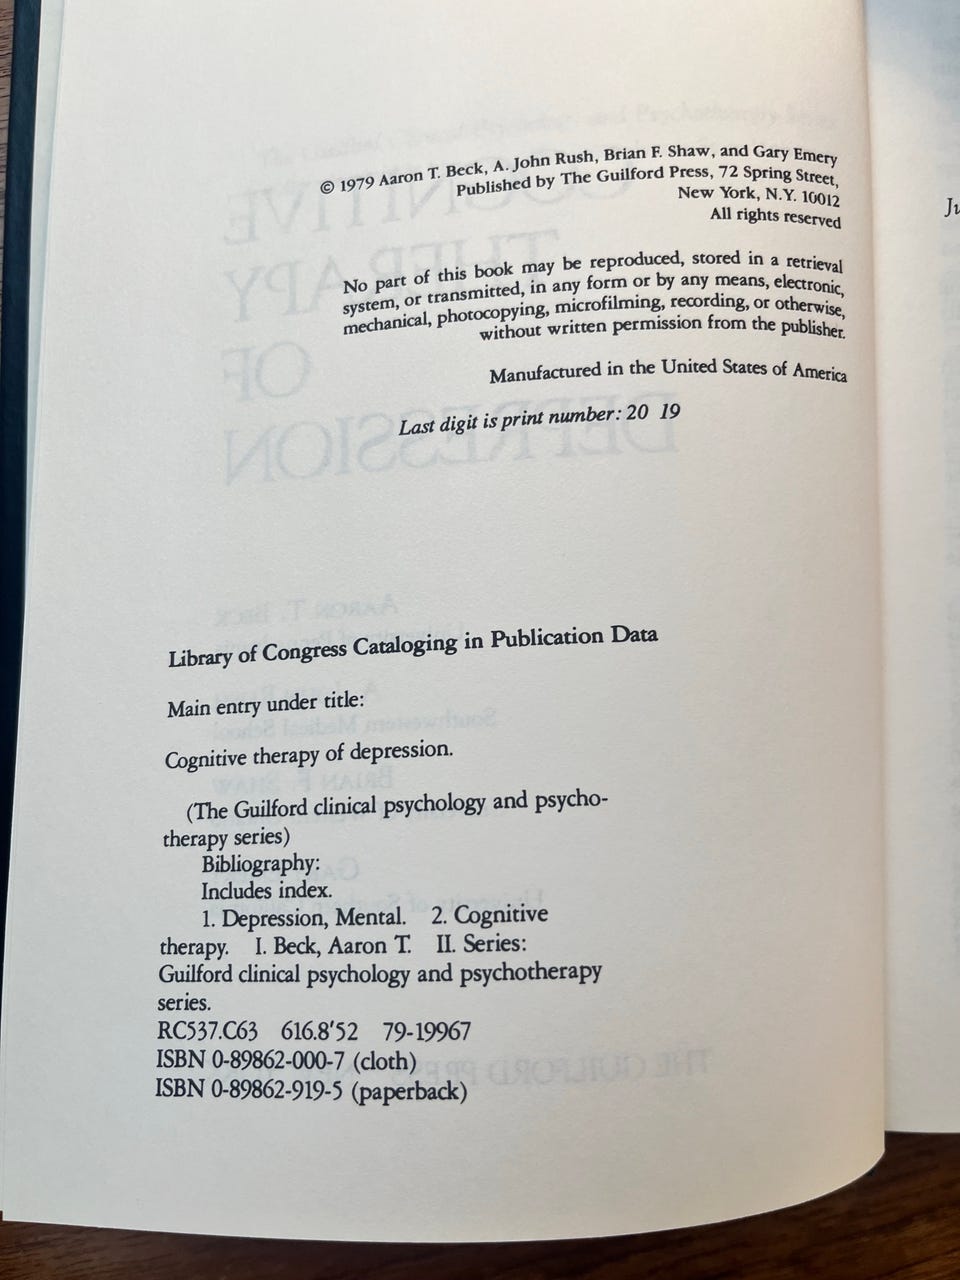 © 1979 Aaron T. Beck, A. John Rush, Brian F. Shaw, and Gary Emery
Published by The Guilford Press, 72 Spring Street,
New York, N.Y. 10012
All rights reserved
No part of this book may be reproduced, stored in a retrieval
system, or transmitted, in any form or by any means, electronic,
mechanical, photocopying, microfilming, recording, or otherwise,
without written permission from the publisher.
Manufactured in the United States of America
Last digit is print number: 20 19
Library of Congress Cataloging in Publication Data
Main entry under title:
Cognitive therapy of depression.
(The Guilford clinical psychology and psycho-
therapy series)
Bibliography:
Includes index.
1. Depression, Mental. 2. Cognitive
therapy. I. Beck, Aaron T. II. Series:
Guilford clinical psychology and psychotherapy
series.
RC537.C63 616.8'52 79-19967
ISBN 0-89862-000-7 (cloth)
ISBN 0-89862-919-5 (paperback)